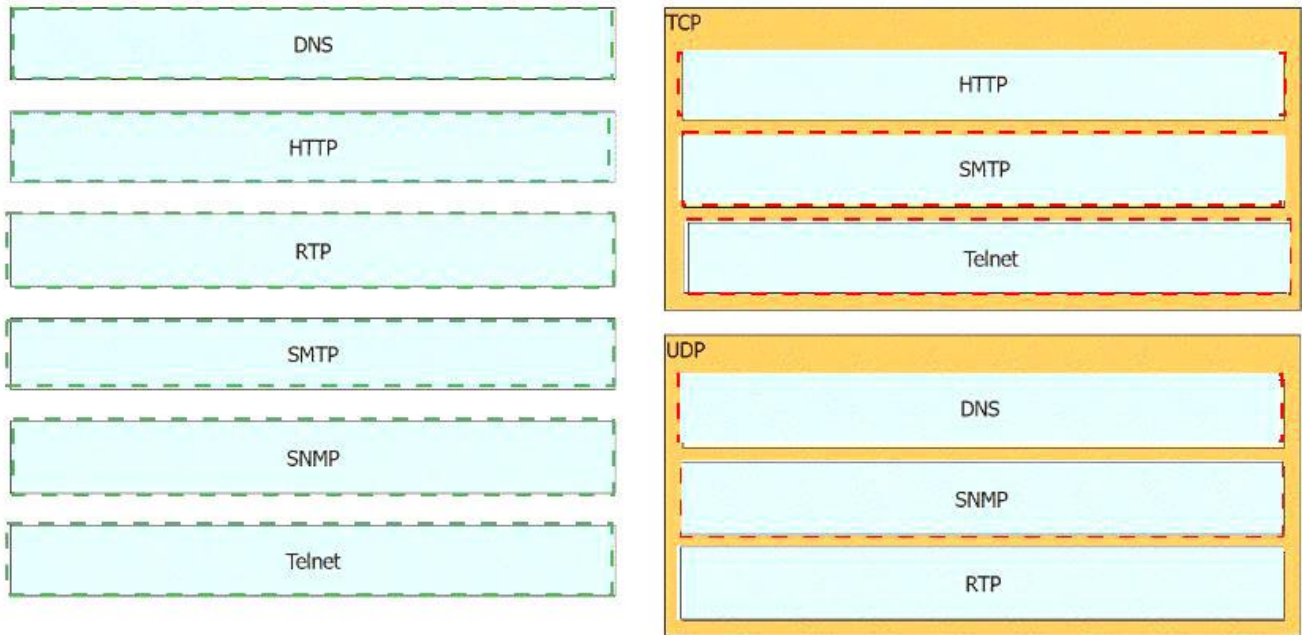 DNS
HTTP
RTP
SMTP
SNMP
Telnet
TCP
HTTP
SMTP
Telnet
UDP
DNS
SNMP
RTP